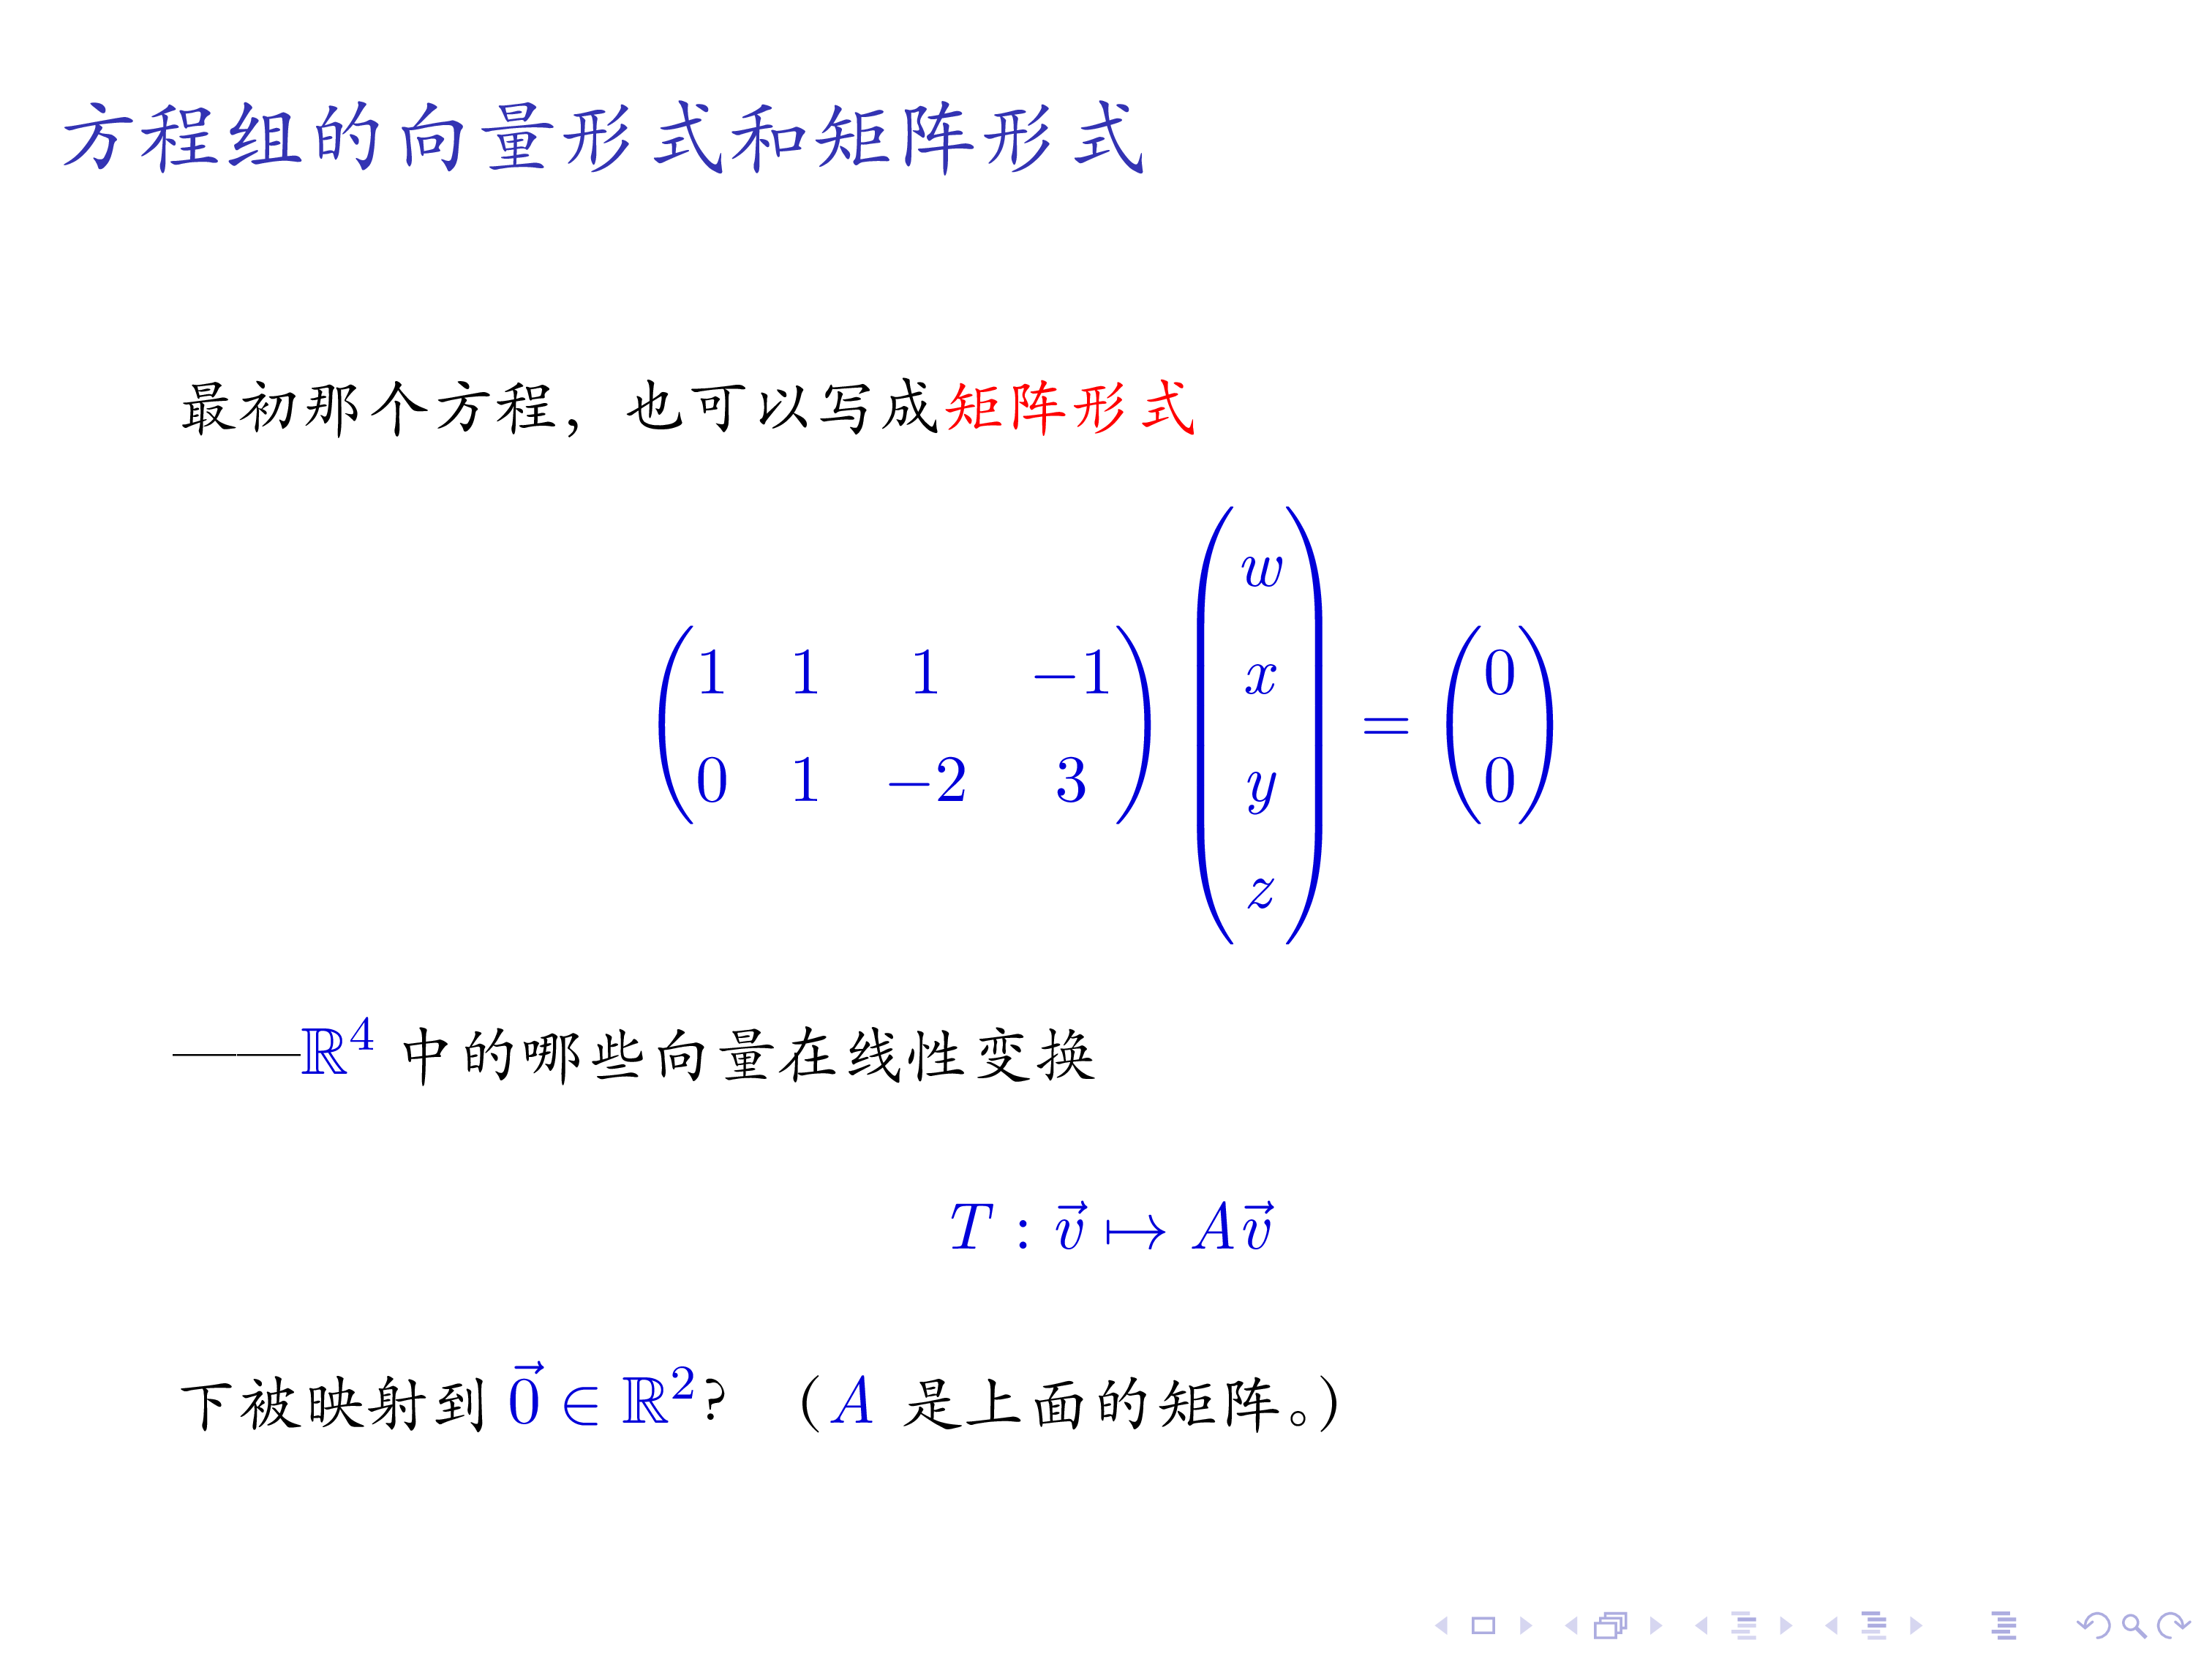 方程组的向量形式和矩阵形式
最初那个方程，也可以写成矩阵形式
$\begin{pmatrix} 1 & 1 & 1 & -1 \\ 0 & 1 & -2 & 3 \end{pmatrix} \begin{pmatrix} w \\ x \\ y \\ z \end{pmatrix} = \begin{pmatrix} 0 \\ 0 \end{pmatrix}$
——$\mathbb{R}^4$ 中的哪些向量在线性变换
$T : \vec{v} \mapsto A\vec{v}$
下被映射到 $\vec{0} \in \mathbb{R}^2$？（$A$ 是上面的矩阵。）